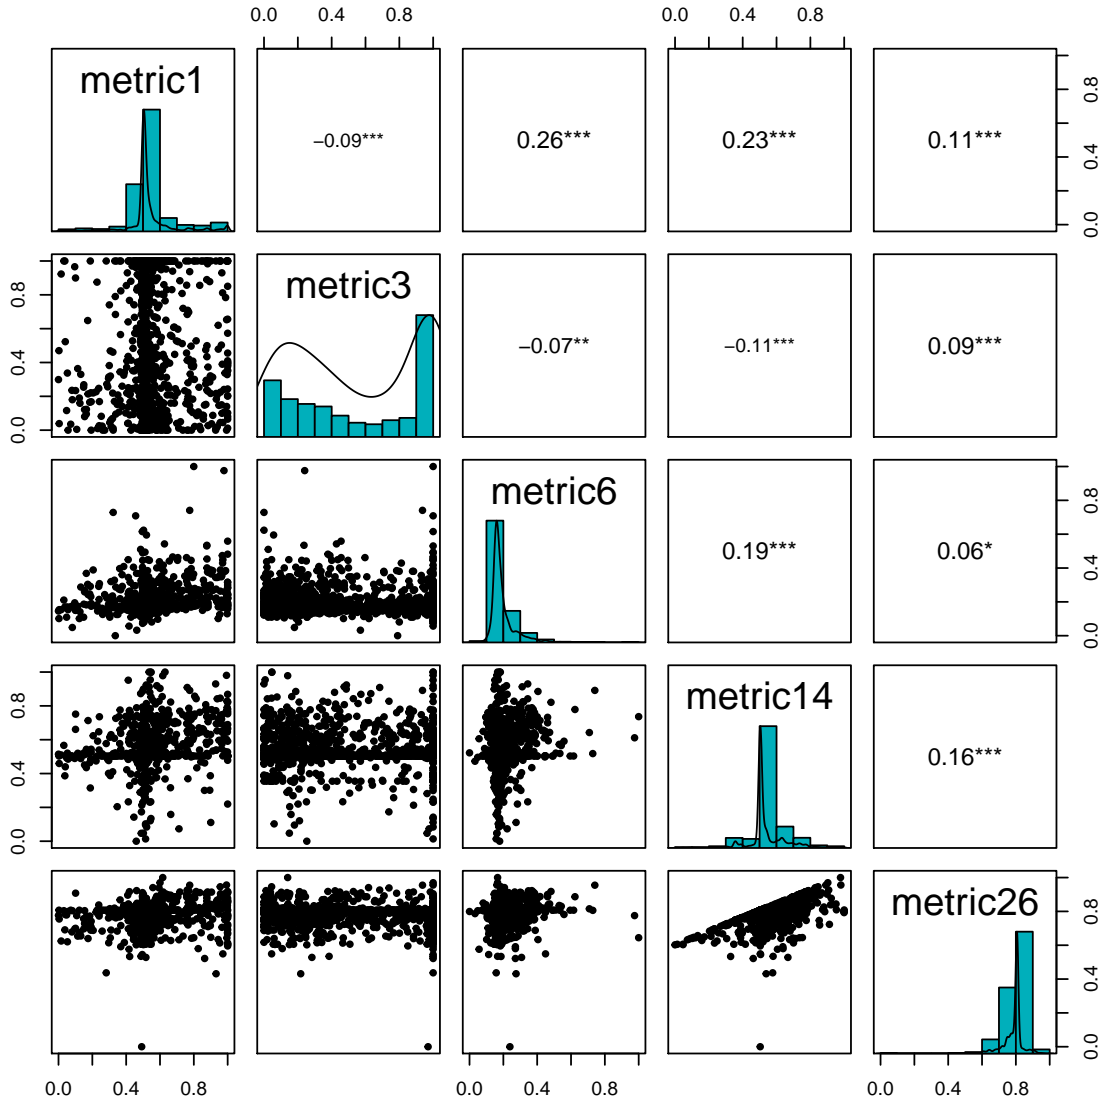 0.0 0.4 0.8 0.0 0.4 0.8
metric1 −0.09*** 0.26*** 0.23*** 0.11*** 0.0 0.4 0.8
0.0 0.4 0.8 metric3 −0.07** −0.11*** 0.09***
metric6 0.19*** 0.06* 0.0 0.4 0.8
0.0 0.4 0.8 metric14 0.16***
metric26 0.0 0.4 0.8
0.0 0.4 0.8 0.0 0.4 0.8 0.0 0.4 0.8